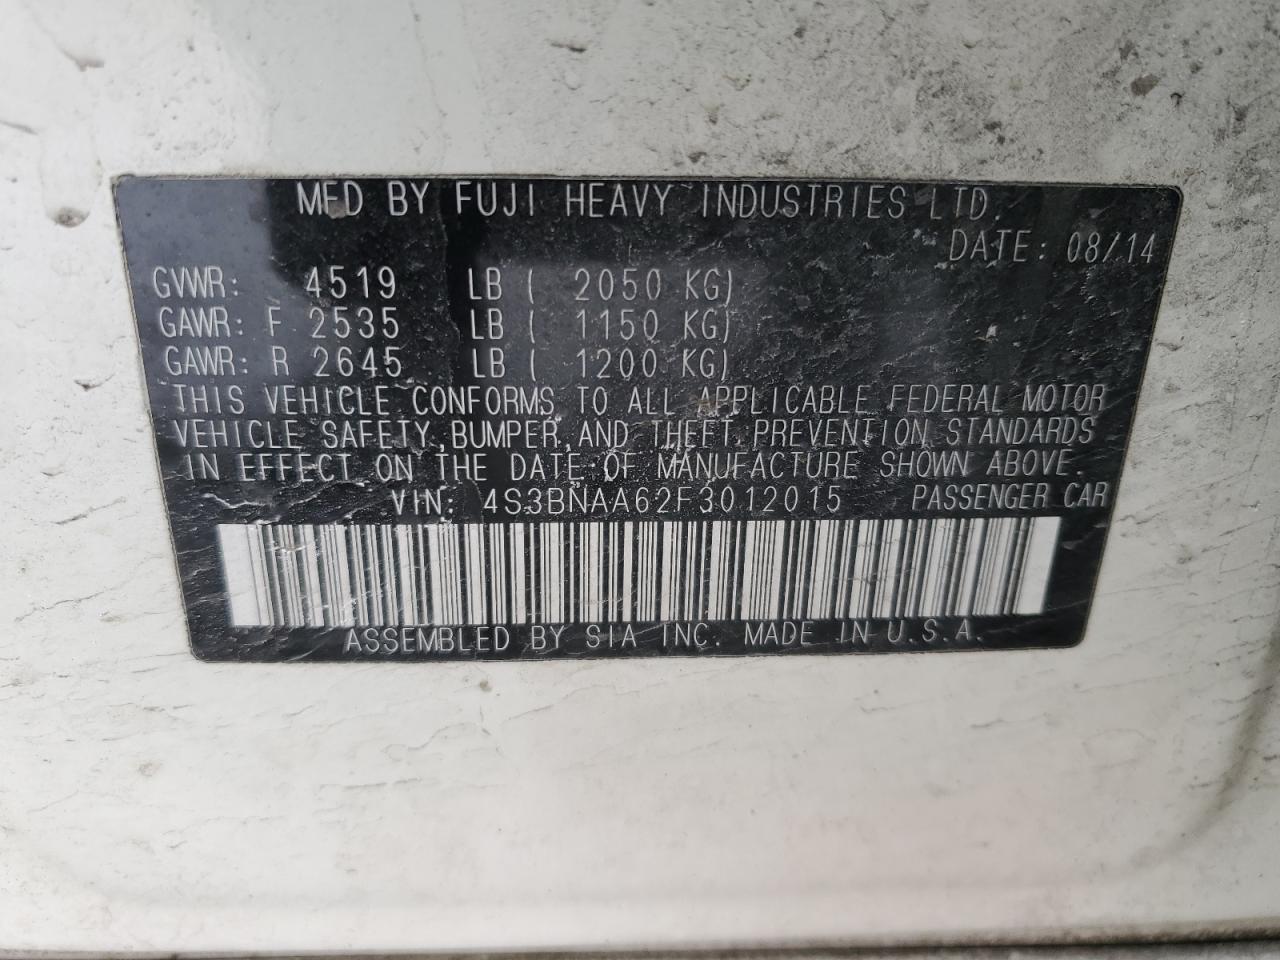 MFD BY FUJI HEAVY INDUSTRIES LTD.
DATE: 08/14
GVWR: 4519 LB ( 2050 KG)
GAWR: F 2535 LB ( 1150 KG)
GAWR: R 2645 LB ( 1200 KG)
THIS VEHICLE CONFORMS TO ALL APPLICABLE FEDERAL MOTOR
VEHICLE SAFETY, BUMPER, AND THEFT PREVENTION STANDARDS
IN EFFECT ON THE DATE OF MANUFACTURE SHOWN ABOVE.
VIN: 4S3BNAA62F3012015 PASSENGER CAR
ASSEMBLED BY SIA INC. MADE IN U.S.A.